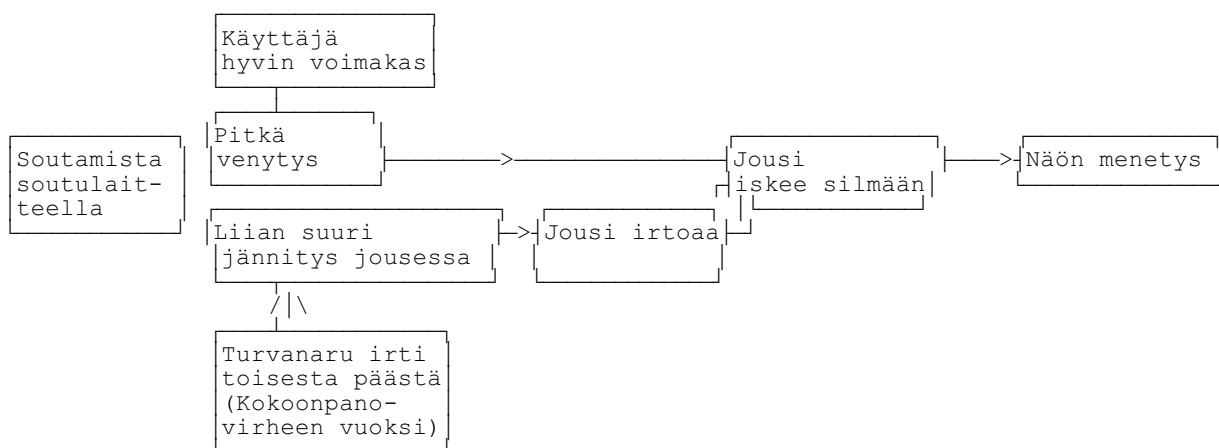 Käyttäjä
hyvin voimakas
Pitkä
venytys
Soutamista
soutulait-
teella
Jousi
iskee silmään
Näön menetys
Liian suuri
jännitys jousessa
Jousi irtoaa
Turvanaru irti
toisesta päästä
(Kokoonpano-
virheen vuoksi)